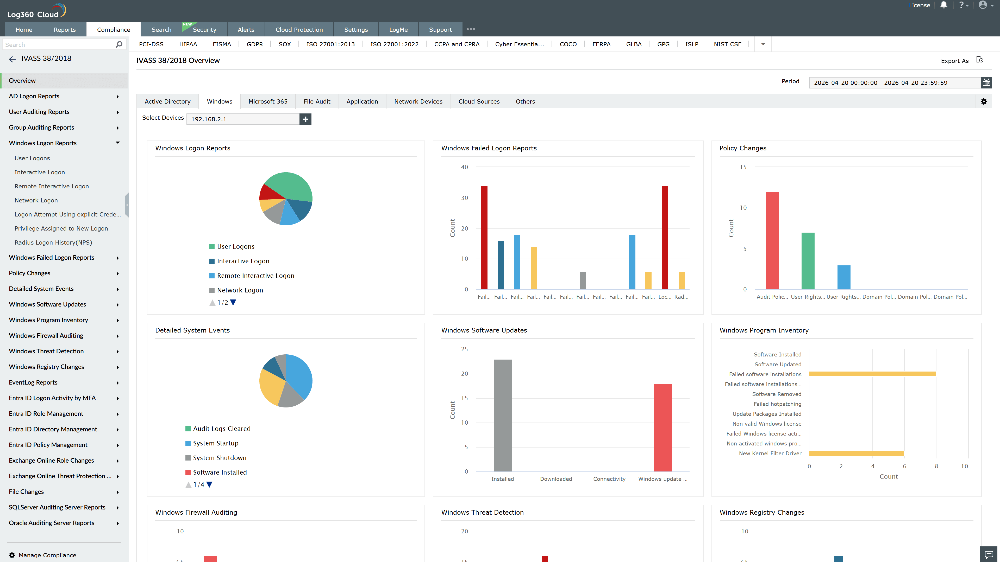 Log360 Cloud
License
Home
Reports
Compliance
Search
NEW
Security
Alerts
Cloud Protection
Settings
LogMe
Support
Search
PCI-DSS
HIPAA
FISMA
GDPR
SOX
ISO 27001:2013
ISO 27001:2022
CCPA and CPRA
Cyber Essentia...
COCO
FERPA
GLBA
GPG
ISLP
NIST CSF
IVASS 38/2018
Overview
AD Logon Reports
User Auditing Reports
Group Auditing Reports
Windows Logon Reports
User Logons
Interactive Logon
Remote Interactive Logon
Network Logon
Logon Attempt Using explicit Crede...
Privilege Assigned to New Logon
Radius Logon History(NPS)
Windows Failed Logon Reports
Policy Changes
Detailed System Events
Windows Software Updates
Windows Program Inventory
Windows Firewall Auditing
Windows Threat Detection
Windows Registry Changes
EventLog Reports
Entra ID Logon Activity by MFA
Entra ID Role Management
Entra ID Directory Management
Entra ID Policy Management
Exchange Online Role Changes
Exchange Online Threat Protection ...
File Changes
SQLServer Auditing Server Reports
Oracle Auditing Server Reports
Manage Compliance
IVASS 38/2018 Overview
Export As
Period
2026-04-20 00:00:00 - 2026-04-20 23:59:59
Active Directory
Windows
Microsoft 365
File Audit
Application
Network Devices
Cloud Sources
Others
Select Devices
192.168.2.1
Windows Logon Reports
User Logons
Interactive Logon
Remote Interactive Logon
Network Logon
1/2
Windows Failed Logon Reports
40
30
20
10
0
Count
Fail...
Fail...
Fail...
Fail...
Fail...
Fail...
Fail...
Fail...
Fail...
Fail...
Fail...
Loc...
Rad...
Policy Changes
15
10
5
0
Count
Audit Polic...
User Rights...
User Rights...
Domain Pol...
Domain Pol...
Domain Pol...
Detailed System Events
Audit Logs Cleared
System Startup
System Shutdown
Software Installed
1/4
Windows Software Updates
25
20
15
10
5
0
Count
Installed
Downloaded
Connectivity
Windows update ...
Windows Program Inventory
Software Installed
Software Updated
Failed software installations
Failed software installations...
Software Removed
Failed hotpatching
Update Packages Installed
Non valid Windows license
Failed Windows license acti...
Non activated windows pro...
New Kernel Filter Driver
0
2
4
6
8
10
Count
Windows Firewall Auditing
10
7.5
Windows Threat Detection
20
15
Windows Registry Changes
10
7.5